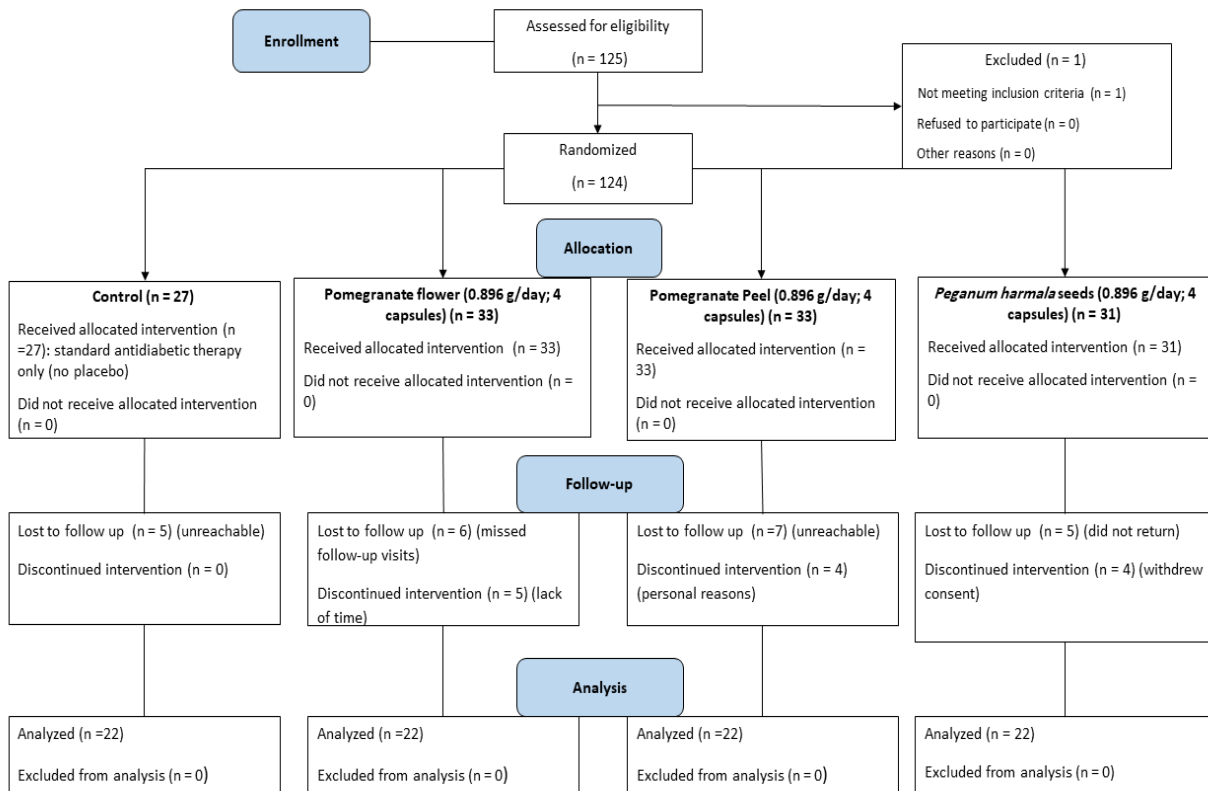 Enrollment
Assessed for eligibility
(n = 125)
Excluded (n = 1)
Not meeting inclusion criteria (n = 1)
Refused to participate (n = 0)
Other reasons (n = 0)
Randomized
(n = 124)
Allocation
Control (n = 27)
Received allocated intervention (n
=27): standard antidiabetic therapy
only (no placebo)
Did not receive allocated intervention
(n = 0)
Pomegranate flower (0.896 g/day; 4
capsules) (n = 33)
Received allocated intervention (n = 33)
Did not receive allocated intervention (n =
0)
Pomegranate Peel (0.896 g/day; 4
capsules) (n = 33)
Received allocated intervention (n =
33)
Did not receive allocated intervention
(n = 0)
Peganum harmala seeds (0.896 g/day; 4
capsules) (n = 31)
Received allocated intervention (n = 31)
Did not receive allocated intervention (n =
0)
Follow-up
Lost to follow up (n = 5) (unreachable)
Discontinued intervention (n = 0)
Lost to follow up (n = 6) (missed
follow-up visits)
Discontinued intervention (n = 5) (lack
of time)
Lost to follow up (n =7) (unreachable)
Discontinued intervention (n = 4)
(personal reasons)
Lost to follow up (n = 5) (did not return)
Discontinued intervention (n = 4) (withdrew
consent)
Analysis
Analyzed (n =22)
Excluded from analysis (n = 0)
Analyzed (n =22)
Excluded from analysis (n = 0)
Analyzed (n =22)
Excluded from analysis (n = 0)
Analyzed (n = 22)
Excluded from analysis (n = 0)